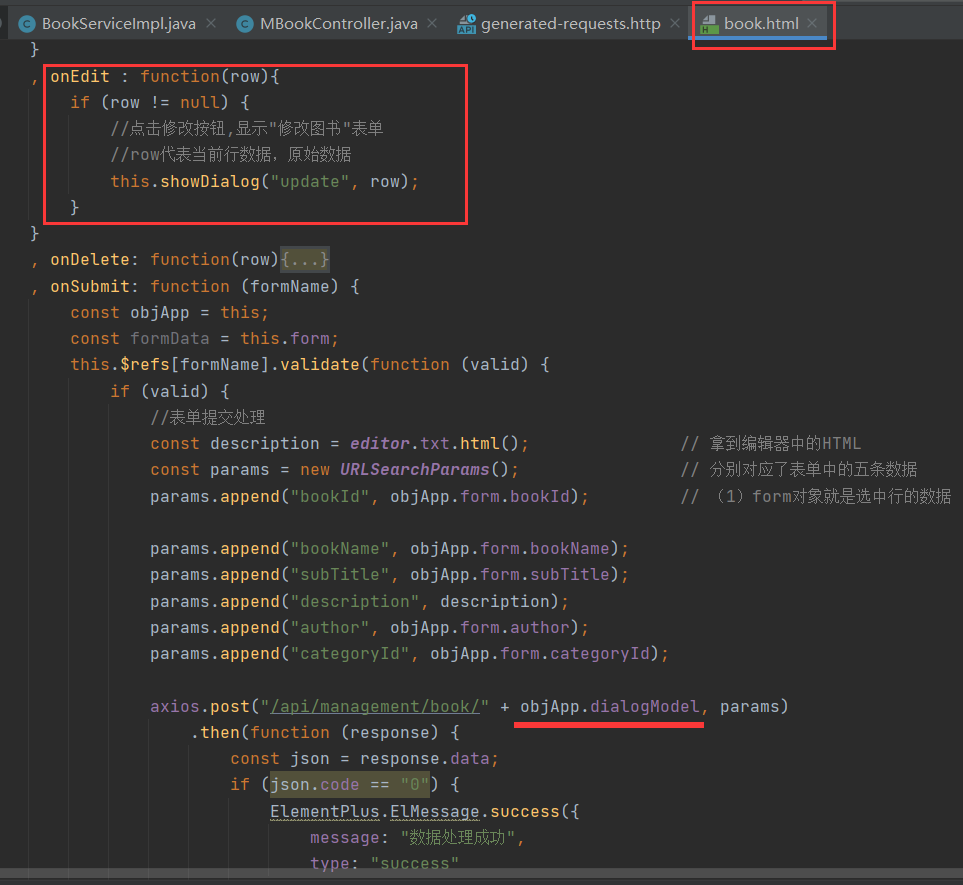 BookServiceImpl.java MBookController.java API generated-requests.http H book.html
}
, onEdit : function(row){
if (row != null) {
//点击修改按钮,显示"修改图书"表单
//row代表当前行数据，原始数据
this.showDialog("update", row);
}
}
, onDelete: function(row){...}
, onSubmit: function (formName) {
const objApp = this;
const formData = this.form;
this.$refs[formName].validate(function (valid) {
if (valid) {
//表单提交处理
const description = editor.txt.html(); // 拿到编辑器中的HTML
const params = new URLSearchParams(); // 分别对应了表单中的五条数据
params.append("bookId", objApp.form.bookId); // （1）form对象就是选中行的数据
params.append("bookName", objApp.form.bookName);
params.append("subTitle", objApp.form.subTitle);
params.append("description", description);
params.append("author", objApp.form.author);
params.append("categoryId", objApp.form.categoryId);
axios.post("/api/management/book/" + objApp.dialogModel, params)
.then(function (response) {
const json = response.data;
if (json.code == "0") {
ElementPlus.ElMessage.success({
message: "数据处理成功",
type: "success"